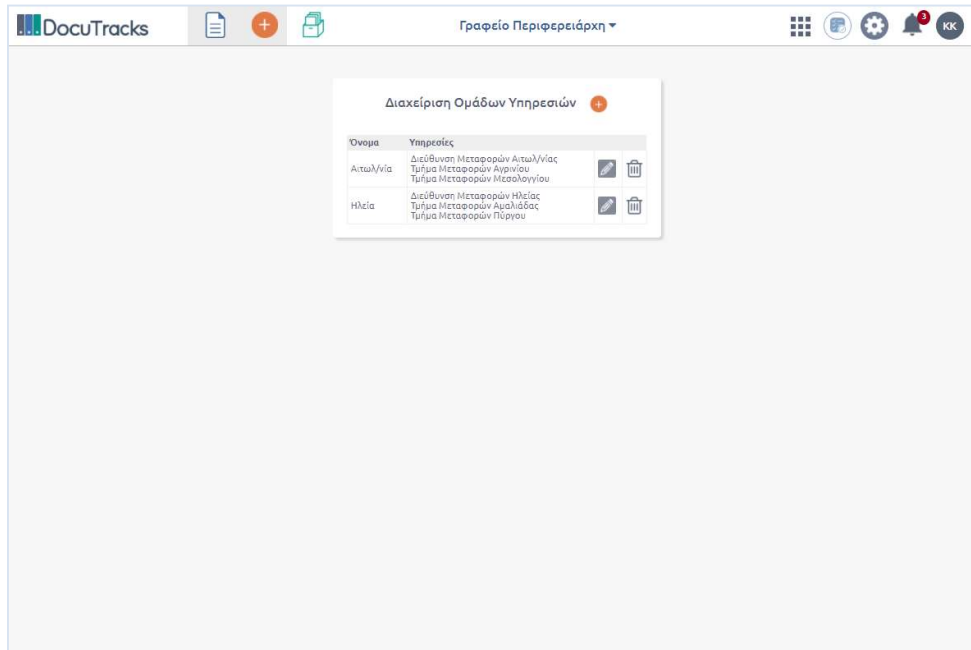 DocuTracks
Γραφείο Περιφερειάρχη
3
KK
Διαχείριση Ομάδων Υπηρεσιών
Όνομα Υπηρεσίες
Αιτωλ/νία
Διεύθυνση Μεταφορών Αιτωλ/νίας
Τμήμα Μεταφορών Αγρινίου
Τμήμα Μεταφορών Μεσολογγίου
Ηλεία
Διεύθυνση Μεταφορών Ηλείας
Τμήμα Μεταφορών Αμαλιάδας
Τμήμα Μεταφορών Πύργου